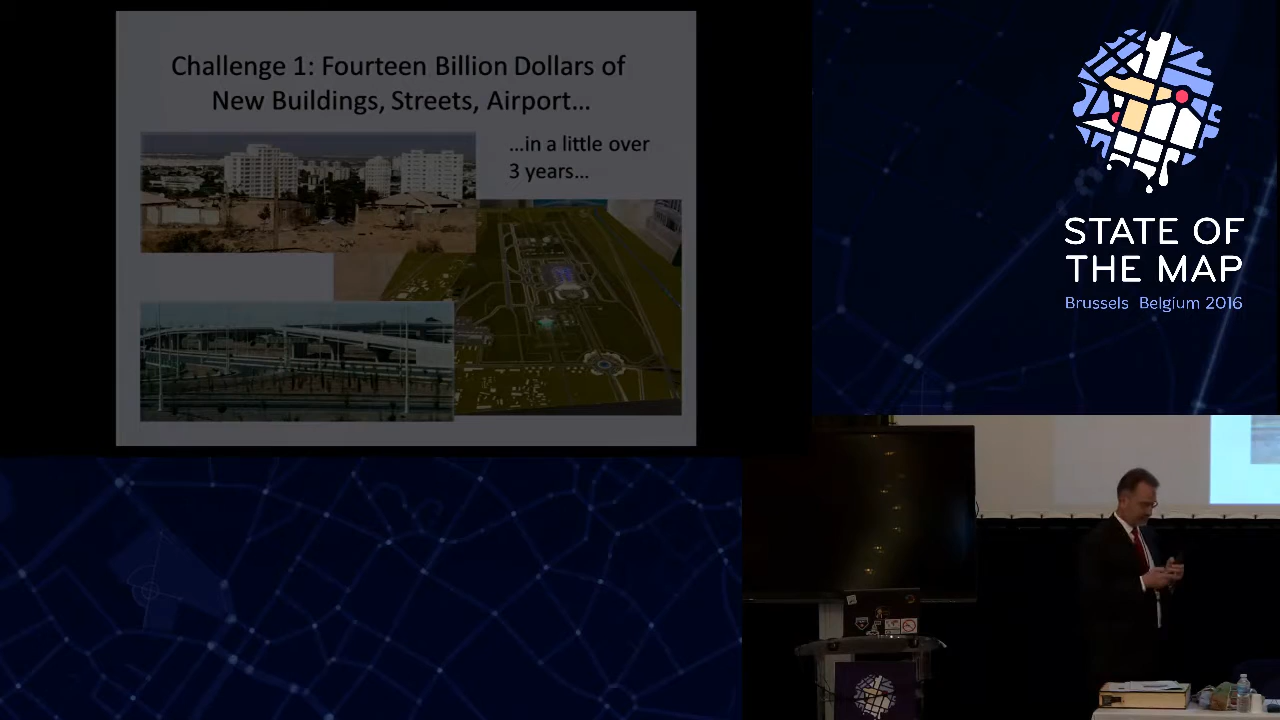 Challenge 1: Fourteen Billion Dollars of
New Buildings, Streets, Airport...
...in a little over
3 years...
STATE OF
THE MAP
Brussels Belgium 2016